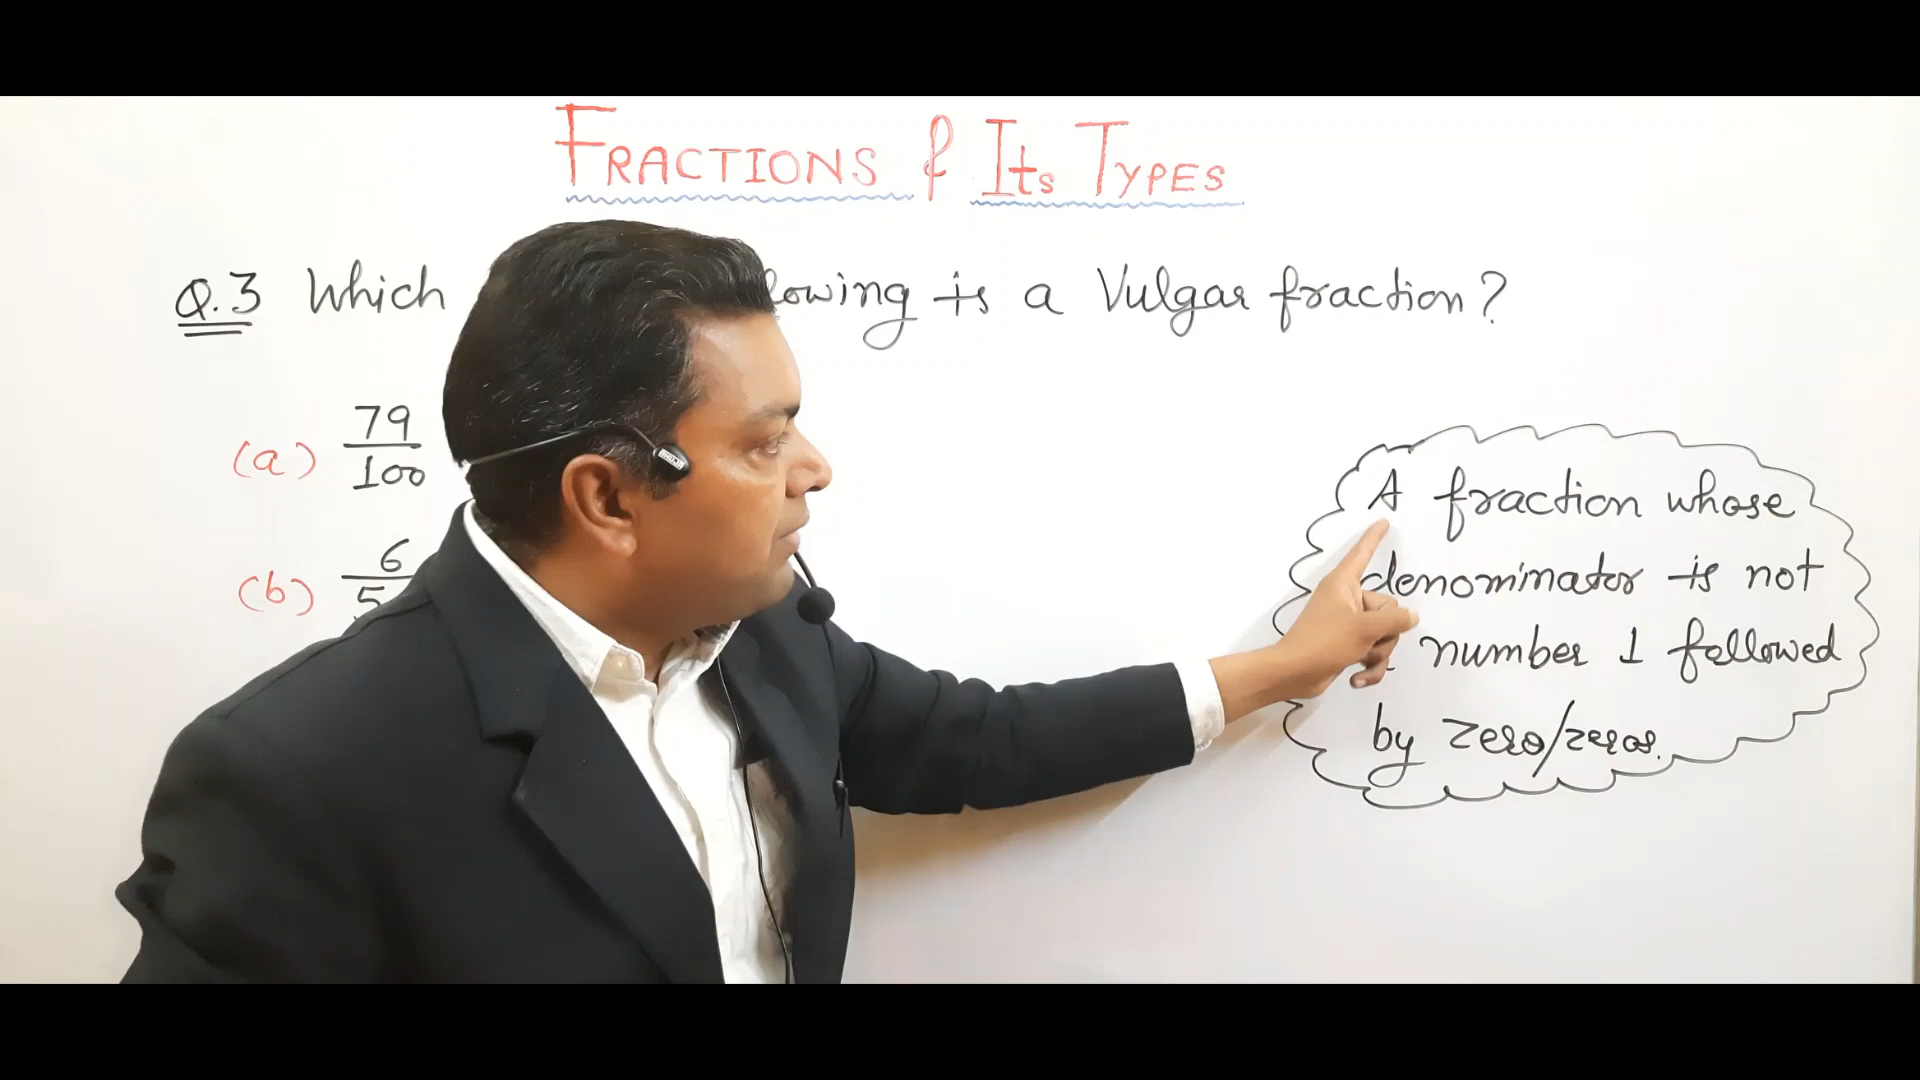 FRACTIONS & Its TYPES
Q.3 Which lowing is a Vulgar fraction?
(a) 79
100
(b) 6
5
A fraction whose
denominator is not
number 1 followed
by zero/zeros.